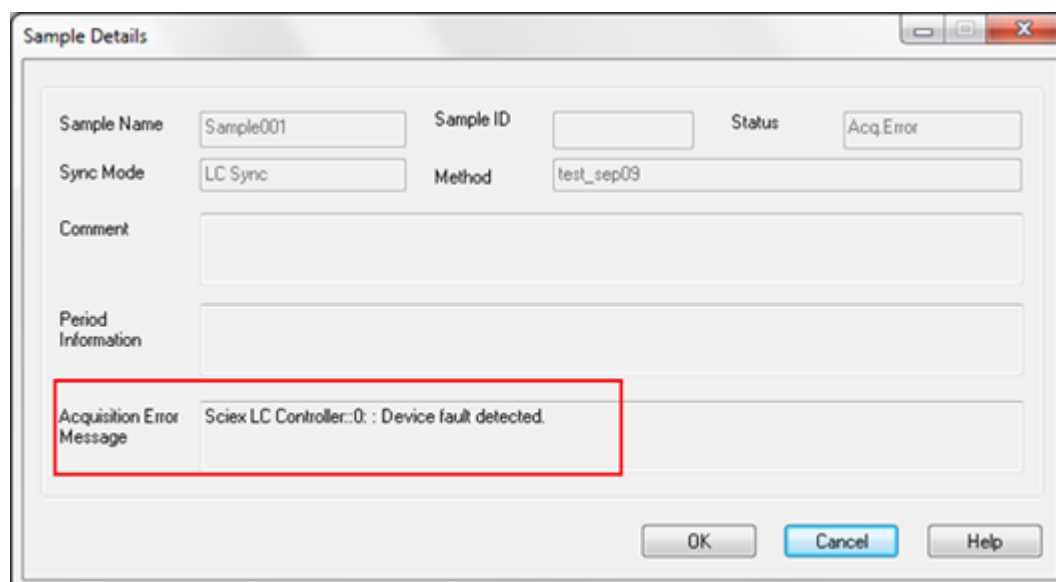 Sample Details
Sample Name Sample001 Sample ID Status Acq.Error
Sync Mode LC Sync Method test_sep09
Comment
Period
Information
Acquisition Error Sciex LC Controller::0: : Device fault detected.
Message
OK Cancel Help